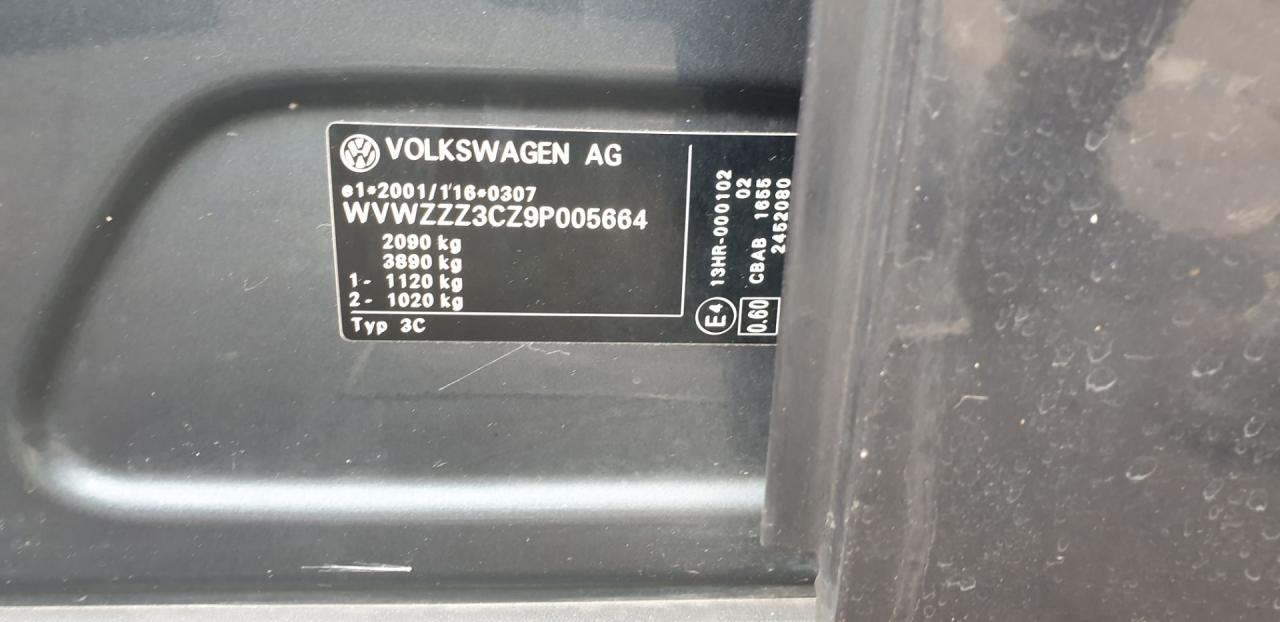 VOLKSWAGEN AG
e1*2001/116*0307
WVWZZZ3CZ9P005664
2090 kg
3890 kg
1- 1120 kg
2- 1020 kg
Typ 3C
E4 13HR-000102
02
0.60 CBAB 1655
2452080